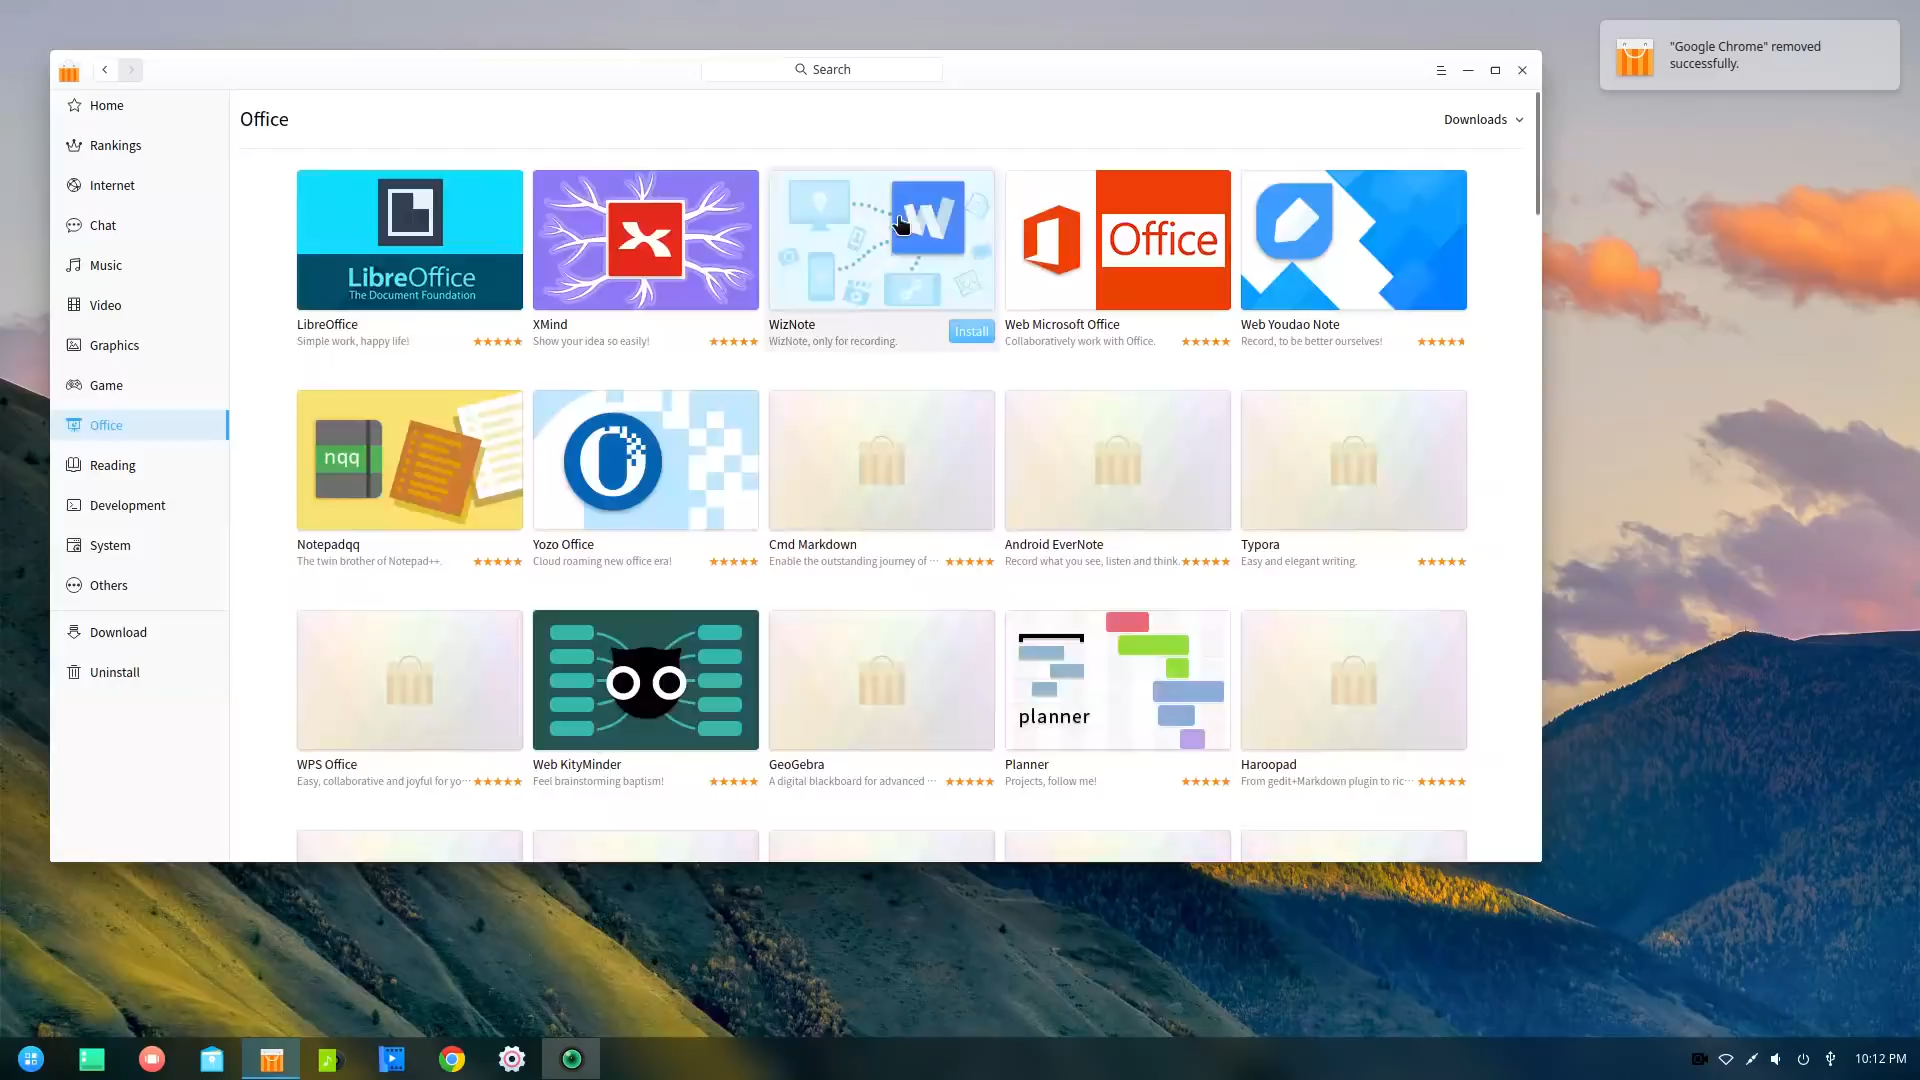 "Google Chrome" removed
successfully.
Search
Home
Rankings
Internet
Chat
Music
Video
Graphics
Game
Office
Reading
Development
System
Others
Download
Uninstall
Office
Downloads
LibreOffice
The Document Foundation
W
Office
LibreOffice
Simple work, happy life!
XMind
Show your idea so easily!
WizNote
WizNote, only for recording.
Install
Web Microsoft Office
Collaboratively work with Office.
Web Youdao Note
Record, to be better ourselves!
nqq
Notepadqq
The twin brother of Notepad++.
Yozo Office
Cloud roaming new office era!
Cmd Markdown
Enable the outstanding journey of ···
Android EverNote
Record what you see, listen and think.
Typora
Easy and elegant writing.
planner
WPS Office
Easy, collaborative and joyful for yo···
Web KityMinder
Feel brainstorming baptism!
GeoGebra
A digital blackboard for advanced ···
Planner
Projects, follow me!
Haroopad
From gedit+Markdown plugin to ric···
10:12 PM